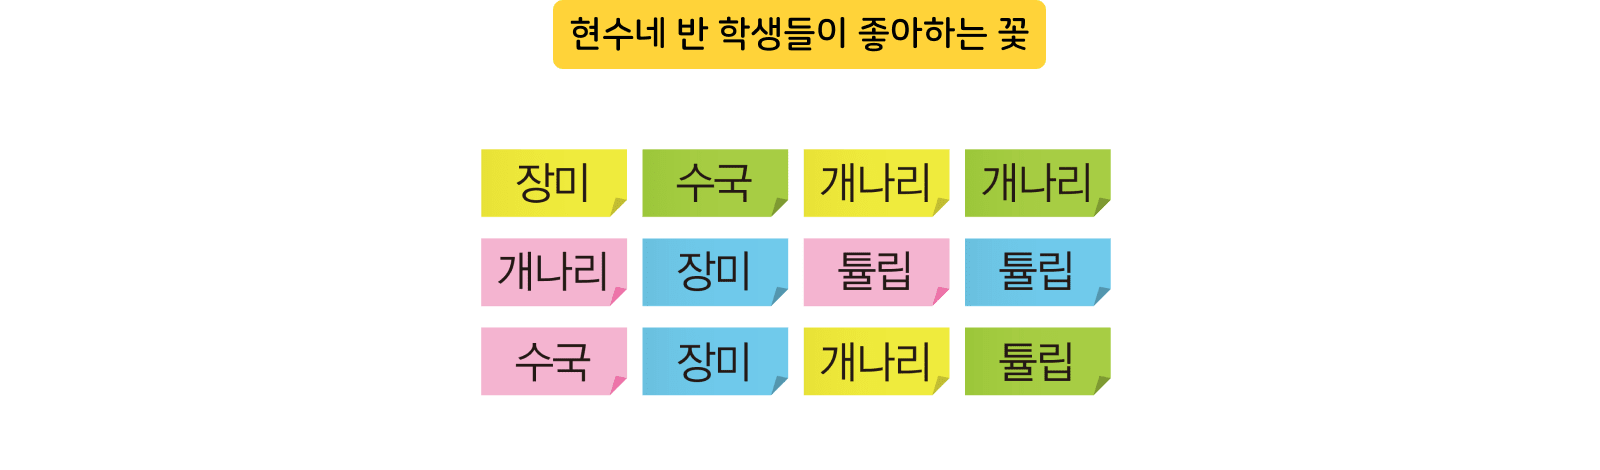 현수네 반 학생들이 좋아하는 꽃
장미 수국 개나리 개나리
개나리 장미 튤립 튤립
수국 장미 개나리 튤립